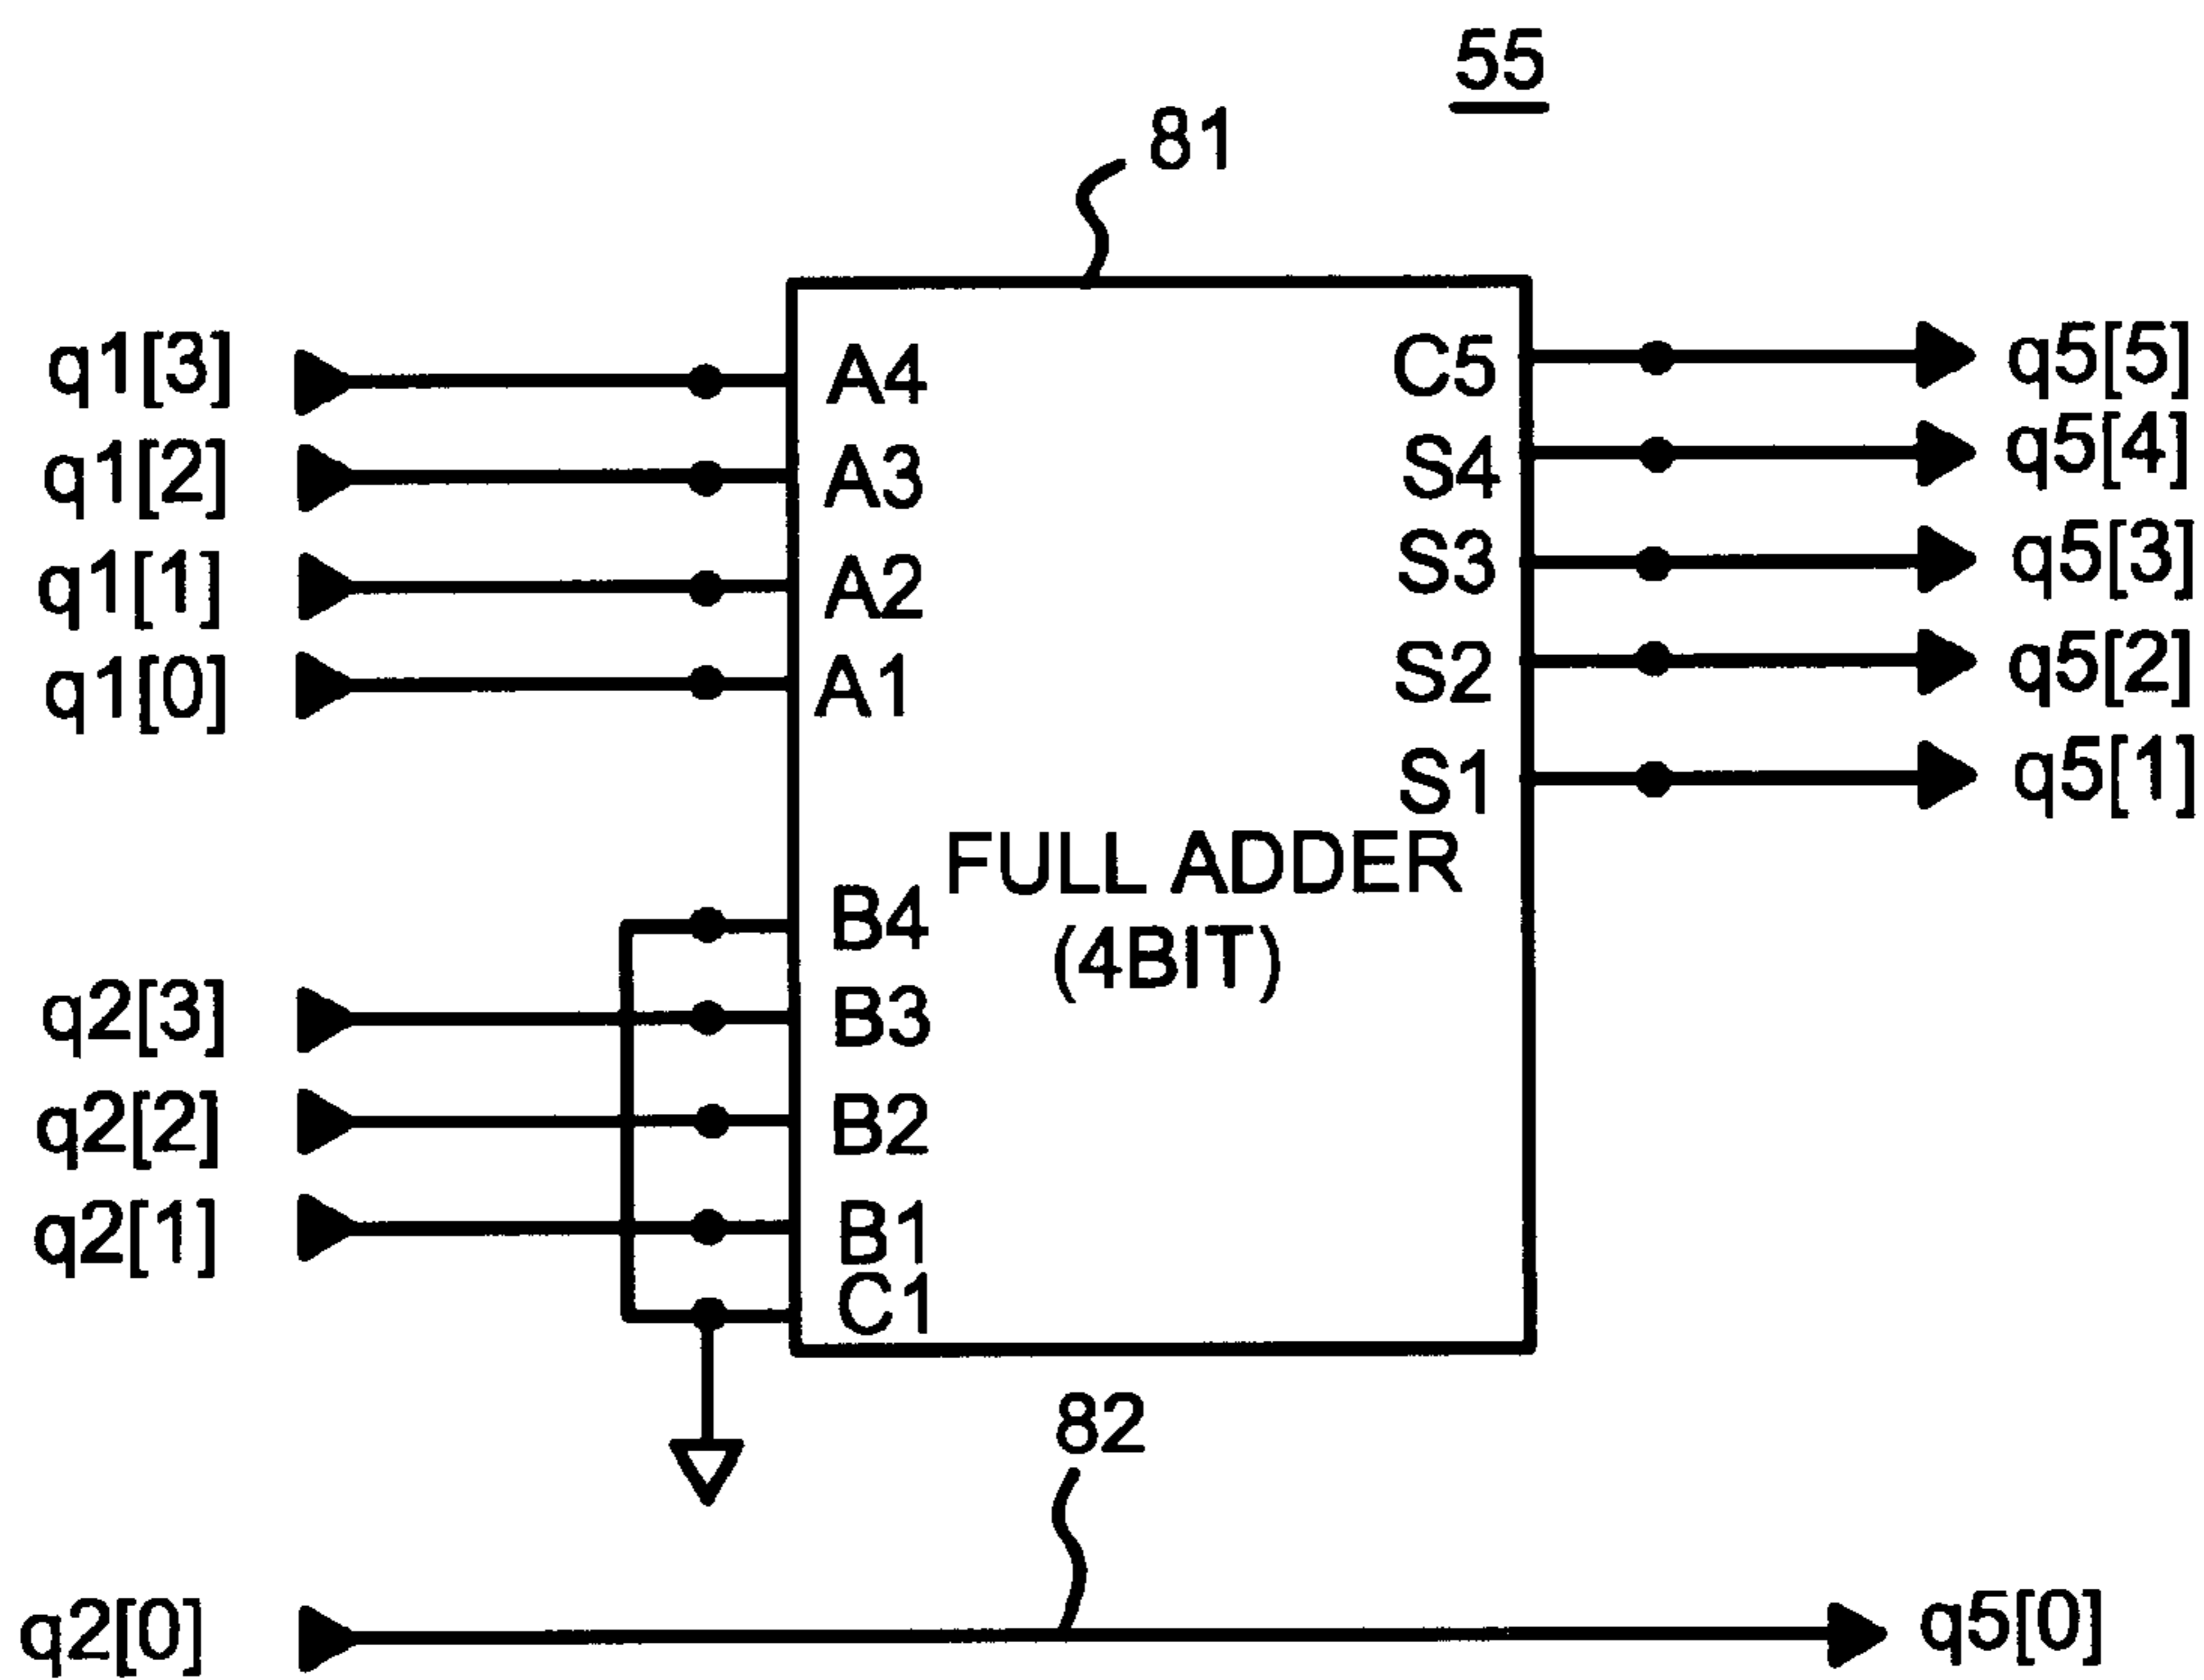 55
81
q1[3] A4 C5 q5[5]
q1[2] A3 S4 q5[4]
q1[1] A2 S3 q5[3]
q1[0] A1 S2 q5[2]
S1 q5[1]
FULL ADDER
B4 (4BIT)
q2[3] B3
q2[2] B2
q2[1] B1
C1
82
q2[0] q5[0]